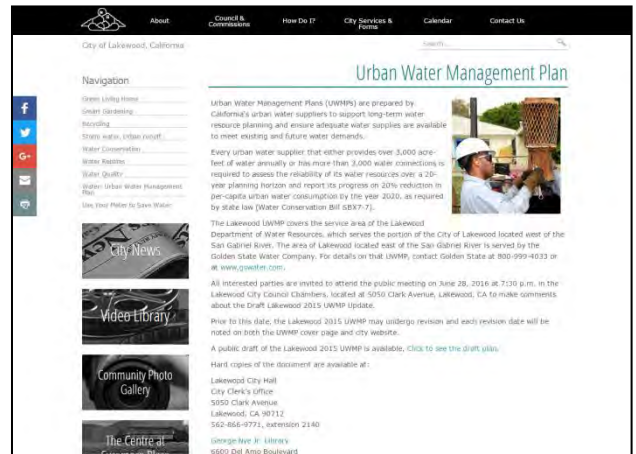 About
Council &
Commissions
How Do I?
City Services &
Forms
Calendar
Contact Us
City of Lakewood, California
Search...
Navigation
Green Living Home
Smart Gardening
Recycling
Storm water, Urban runoff
Water Conservation
Water Rebates
Water Quality
Water: Urban Water Management
Plan
Use Your Meter to Save Water
City News
Video Library
Community Photo
Gallery
The Centre at
Urban Water Management Plan
Urban Water Management Plans (UWMPs) are prepared by
California's urban water suppliers to support long-term water
resource planning and ensure adequate water supplies are available
to meet existing and future water demands.
Every urban water supplier that either provides over 3,000 acre-
feet of water annually or has more than 3,000 water connections is
required to assess the reliability of its water resources over a 20-
year planning horizon and report its progress on 20% reduction in
per-capita urban water consumption by the year 2020, as required
by state law (Water Conservation Bill SBX7-7).
The Lakewood UWMP covers the service area of the Lakewood
Department of Water Resources, which serves the portion of the City of Lakewood located west of the
San Gabriel River. The area of Lakewood located east of the San Gabriel River is served by the
Golden State Water Company. For details on that UWMP, contact Golden State at 800-999-4033 or
at www.gswater.com.
All interested parties are invited to attend the public meeting on June 28, 2016 at 7:30 p.m. in the
Lakewood City Council Chambers, located at 5050 Clark Avenue, Lakewood, CA to make comments
about the Draft Lakewood 2015 UWMP Update.
Prior to this date, the Lakewood 2015 UWMP may undergo revision and each revision date will be
noted on both the UWMP cover page and city website.
A public draft of the Lakewood 2015 UWMP is available. Click to see the draft plan.
Hard copies of the document are available at:
Lakewood City Hall
City Clerk's Office
5050 Clark Avenue
Lakewood, CA 90712
562-866-9771, extension 2140
George Nye Jr. Library
6600 Del Amo Boulevard